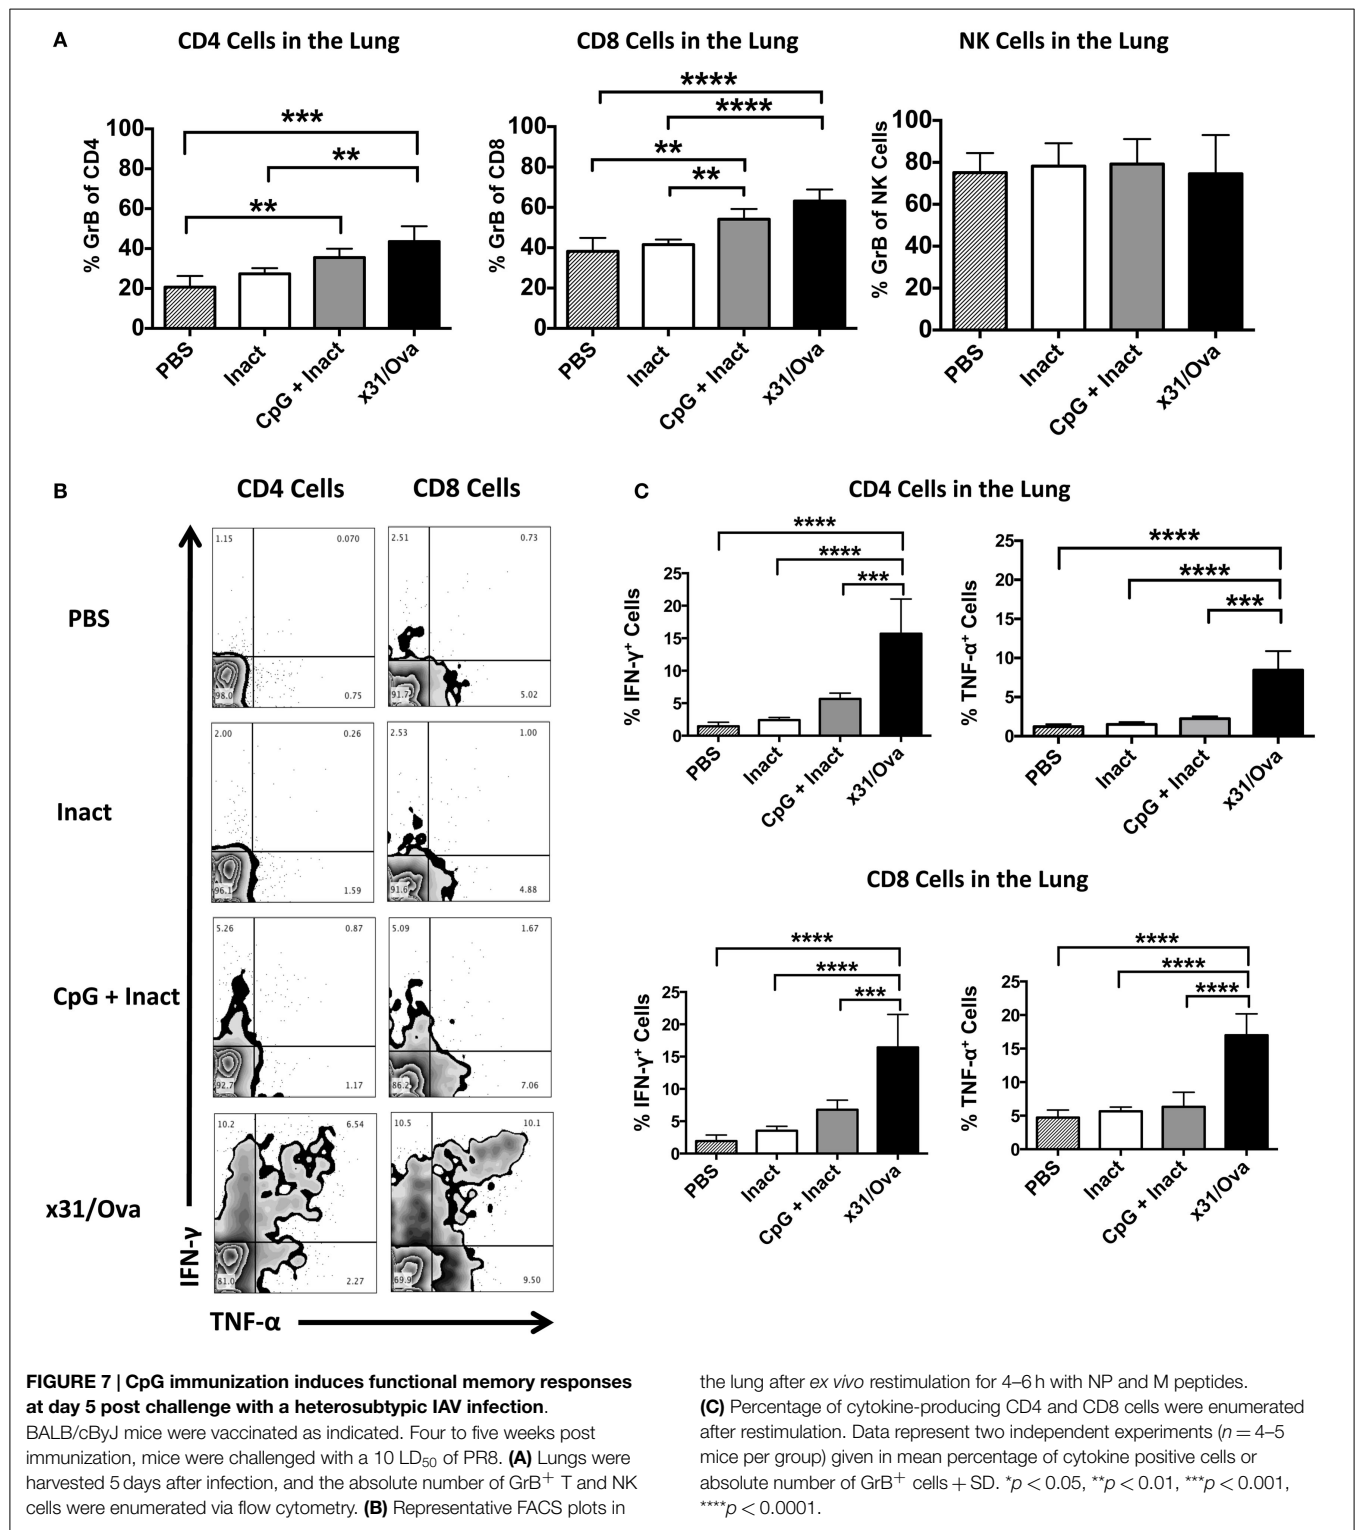 A
CD4 Cells in the Lung
CD8 Cells in the Lung
NK Cells in the Lung
% GrB of CD4
100
80
60
40
20
0
***
**
**
PBS
Inact
CpG + Inact
x31/Ova
% GrB of CD8
100
80
60
40
20
0
****
****
**
**
PBS
Inact
CpG + Inact
x31/Ova
% GrB of NK Cells
100
80
60
40
20
0
PBS
Inact
CpG + Inact
x31/Ova
B
CD4 Cells
CD8 Cells
PBS
1.15
0.070
98.0
0.75
2.51
0.73
91.7
5.02
Inact
2.00
0.26
96.1
1.59
2.53
1.00
91.6
4.88
CpG + Inact
5.26
0.87
92.7
1.17
5.09
1.67
86.2
7.06
x31/Ova
10.2
6.54
81.0
2.27
10.5
10.1
69.9
9.50
IFN-γ
TNF-α
C
CD4 Cells in the Lung
% IFN-γ+ Cells
25
20
15
10
5
0
****
****
***
PBS
Inact
CpG + Inact
x31/Ova
% TNF-α+ Cells
25
20
15
10
5
0
****
****
***
PBS
Inact
CpG + Inact
x31/Ova
CD8 Cells in the Lung
% IFN-γ+ Cells
25
20
15
10
5
0
****
****
***
PBS
Inact
CpG + Inact
x31/Ova
% TNF-α+ Cells
25
20
15
10
5
0
****
****
****
PBS
Inact
CpG + Inact
x31/Ova
FIGURE 7 | CpG immunization induces functional memory responses
at day 5 post challenge with a heterosubtypic IAV infection.
BALB/cByJ mice were vaccinated as indicated. Four to five weeks post
immunization, mice were challenged with a 10 LD50 of PR8. (A) Lungs were
harvested 5 days after infection, and the absolute number of GrB+ T and NK
cells were enumerated via flow cytometry. (B) Representative FACS plots in
the lung after ex vivo restimulation for 4–6 h with NP and M peptides.
(C) Percentage of cytokine-producing CD4 and CD8 cells were enumerated
after restimulation. Data represent two independent experiments (n = 4–5
mice per group) given in mean percentage of cytokine positive cells or
absolute number of GrB+ cells + SD. *p < 0.05, **p < 0.01, ***p < 0.001,
****p < 0.0001.